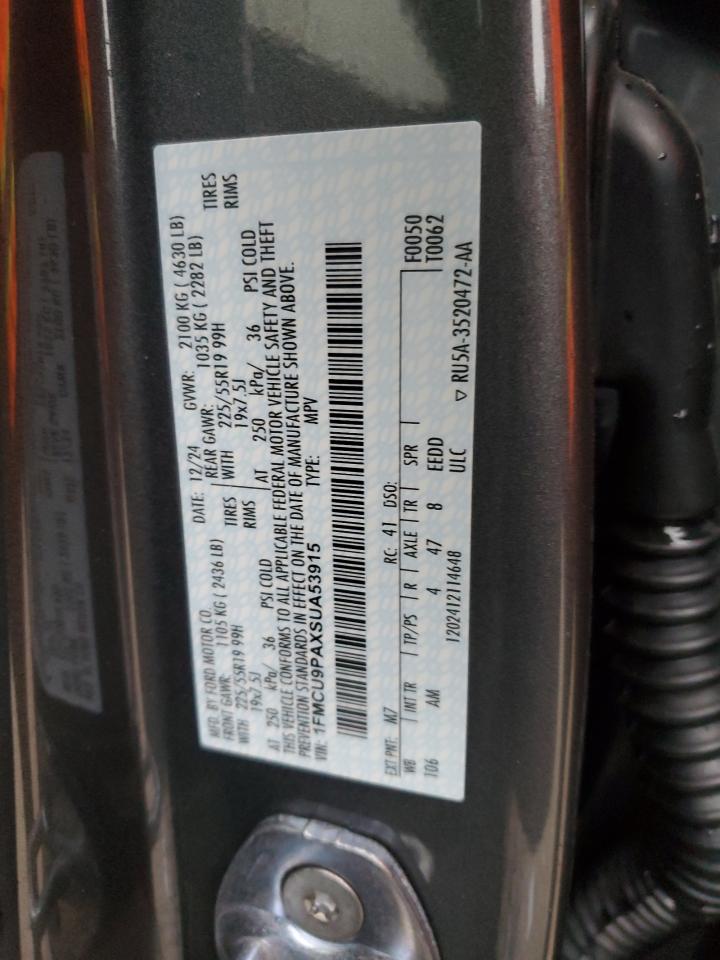 MFD. BY FORD MOTOR CO. DATE: 12/24 GVWR: 2100 KG ( 4630 LB)
FRONT GAWR: 1105 KG ( 2436 LB) REAR GAWR: 1035 KG ( 2282 LB)
WITH 225/55R19 99H TIRES WITH 225/55R19 99H TIRES
19x7.5J RIMS 19x7.5J RIMS
AT 250 kPa/ 36 PSI COLD AT 250 kPa/ 36 PSI COLD
THIS VEHICLE CONFORMS TO ALL APPLICABLE FEDERAL MOTOR VEHICLE SAFETY AND THEFT
PREVENTION STANDARDS IN EFFECT ON THE DATE OF MANUFACTURE SHOWN ABOVE.
VIN: 1FMCU9PAXSUA53915 TYPE: MPV
EXT PNT: M7 RC: 41 DSO: F0050
WB INT TR TP/PS R AXLE TR SPR T0062
106 AM 4 47 8 EEDD
1202412114648 ULC ▽ RU5A-3520472-AA